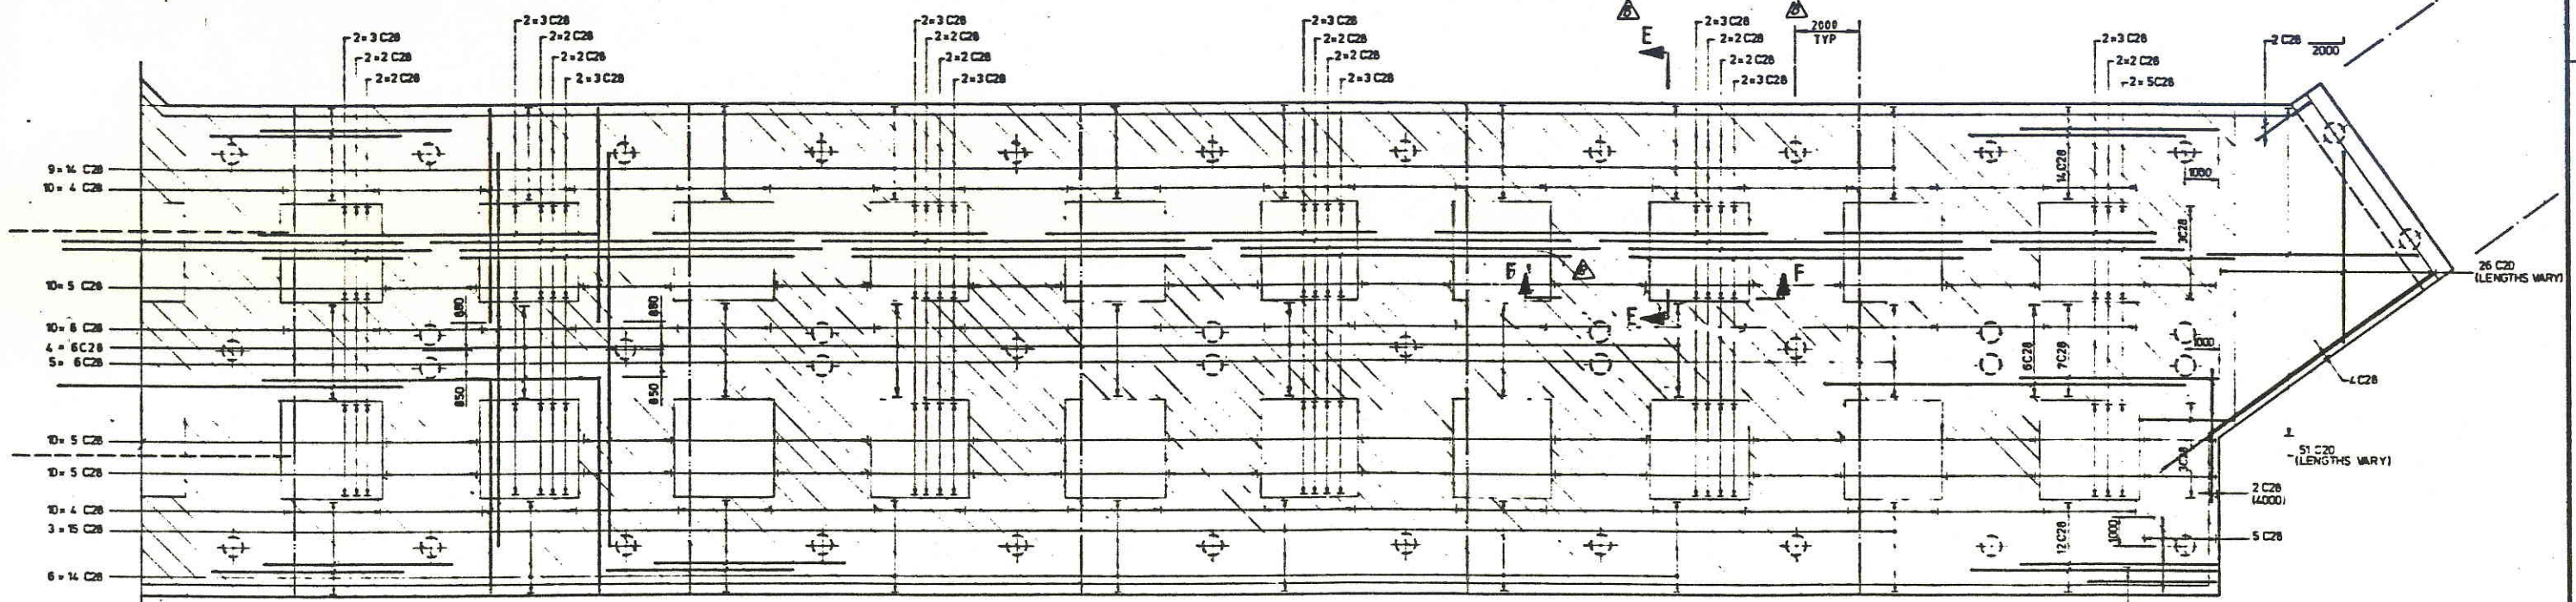 2=3 C28
2=2 C28
2=2 C28
2=3 C28
2=2 C28
2=2 C28
2=3 C28
2=3 C28
2=2 C28
2=2 C28
2=3 C28
2=3 C28
2=2 C28
2=2 C28
2=3 C28
B
E
2=3 C28
2=2 C28
2=2 C28
2=3 C28
B
2000
TYP
2=3 C28
2=2 C28
2=5C28
2 C28
2000
9=14 C28
10=4 C28
14C28
1000
3C28
10=5 C28
680
680
F
B
F
E
26 C20
(LENGTHS VARY)
10=6 C28
4=6C28
5=6C28
6C28
7C28
1000
4C28
850
850
10=5 C28
10=5 C28
3C28
51 C20
(LENGTHS VARY)
2 C28
(4000)
10=4 C28
3=15 C28
12C28
1000
5 C28
6=14 C28